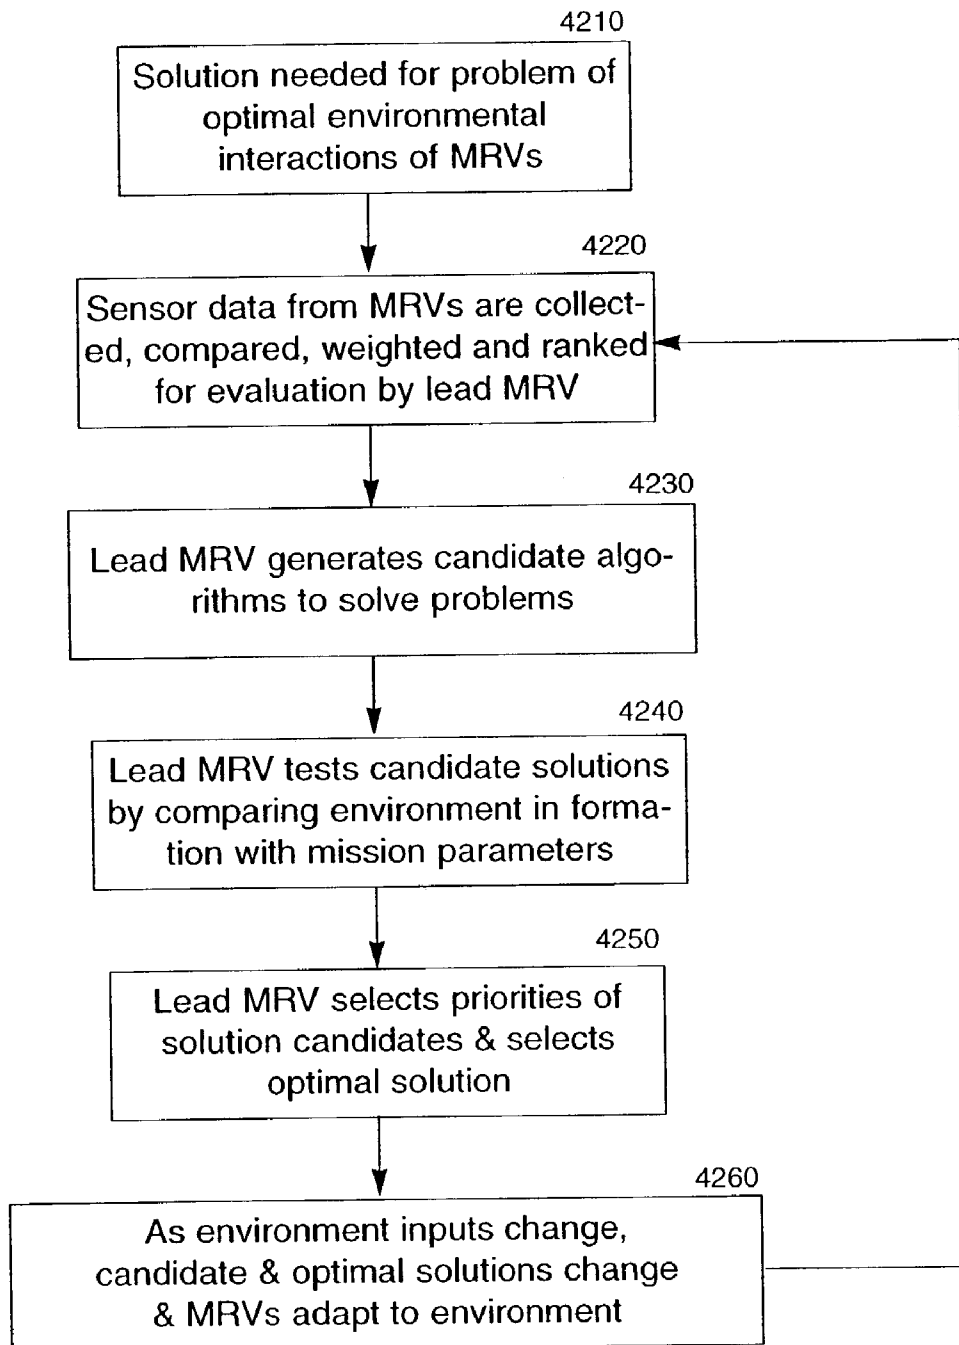 4210
Solution needed for problem of
optimal environmental
interactions of MRVs
4220
Sensor data from MRVs are collect-
ed, compared, weighted and ranked
for evaluation by lead MRV
4230
Lead MRV generates candidate algo-
rithms to solve problems
4240
Lead MRV tests candidate solutions
by comparing environment in forma-
tion with mission parameters
4250
Lead MRV selects priorities of
solution candidates & selects
optimal solution
4260
As environment inputs change,
candidate & optimal solutions change
& MRVs adapt to environment